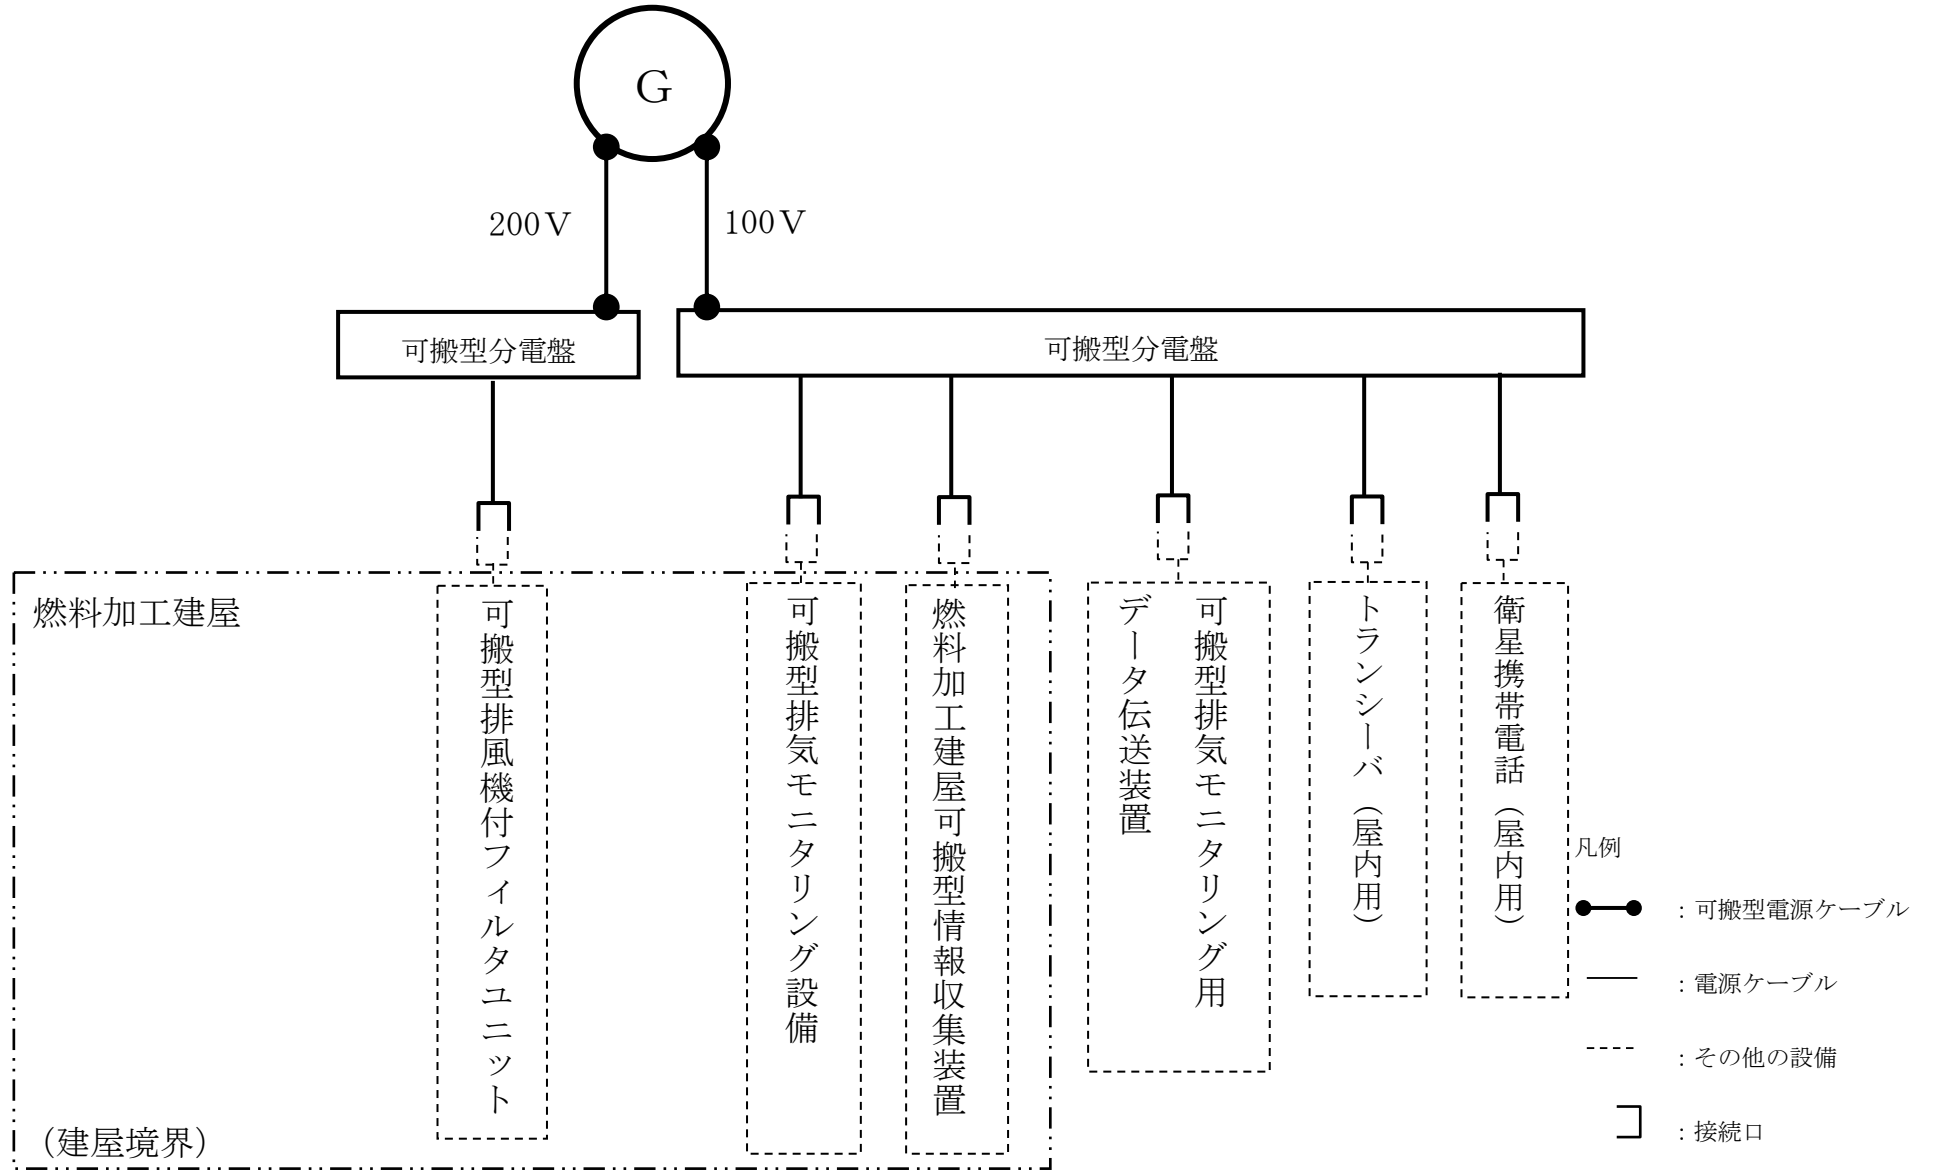 G
200V
100V
可搬型分電盤
可搬型分電盤
燃料加工建屋
可搬型排風機付フィルタユニット
可搬型排気モニタリング設備
燃料加工建屋可搬型情報収集装置
可搬型排気モニタリング用
データ伝送装置
トランシーバ（屋内用）
衛星携帯電話（屋内用）
（建屋境界）
凡例
：可搬型電源ケーブル
：電源ケーブル
：その他の設備
：接続口